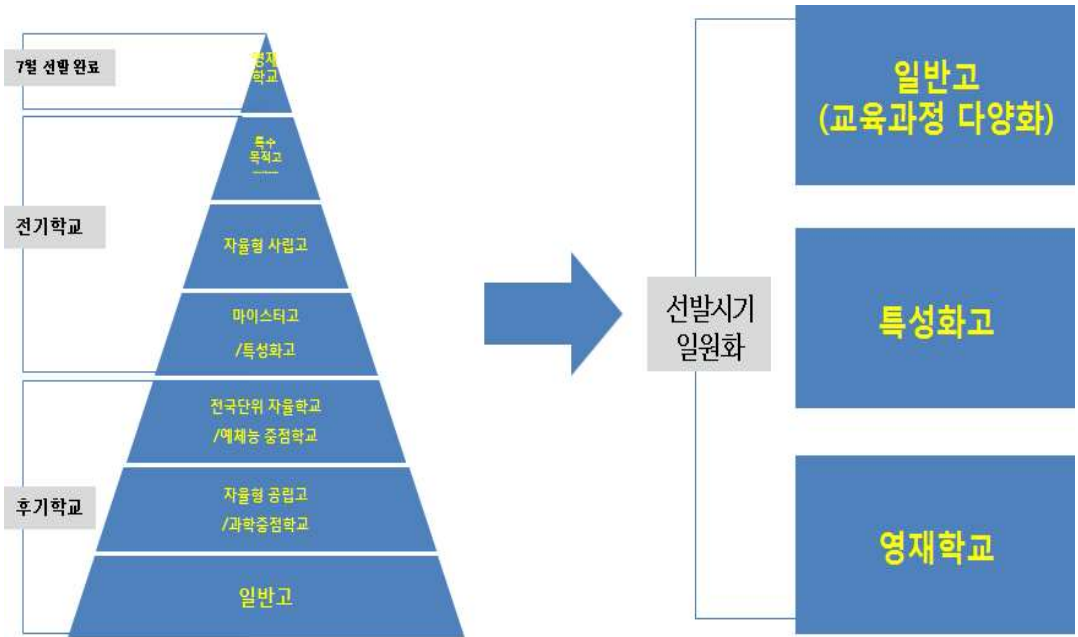 7월 선발 완료
영재
학교
특수
목적고
전기학교
자율형 사립고
마이스터고
/특성화고
전국단위 자율학교
/예체능 중점학교
후기학교
자율형 공립고
/과학중점학교
일반고
선발시기
일원화
일반고
(교육과정 다양화)
특성화고
영재학교